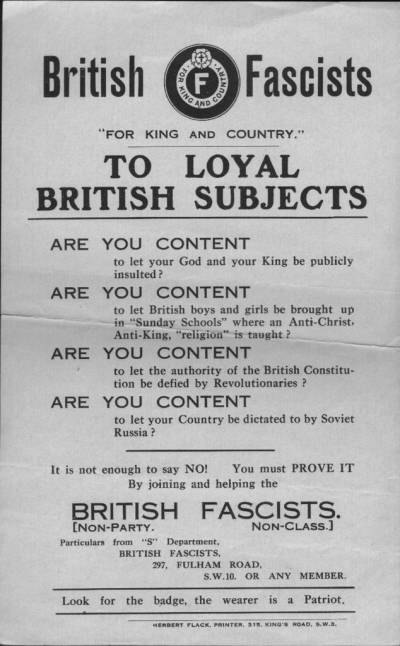 British Fascists
FOR KING AND COUNTRY
F
"FOR KING AND COUNTRY."
TO LOYAL
BRITISH SUBJECTS
ARE YOU CONTENT
to let your God and your King be publicly
insulted?
ARE YOU CONTENT
to let British boys and girls be brought up
in "Sunday Schools" where an Anti-Christ,
Anti-King, "religion" is taught?
ARE YOU CONTENT
to let the authority of the British Constitu-
tion be defied by Revolutionaries ?
ARE YOU CONTENT
to let your Country be dictated to by Soviet
Russia ?
It is not enough to say NO! You must PROVE IT
By joining and helping the
BRITISH FASCISTS.
[NON-PARTY. NON-CLASS.]
Particulars from "S" Department,
BRITISH FASCISTS,
297, FULHAM ROAD,
S.W.10. OR ANY MEMBER.
Look for the badge, the wearer is a Patriot.
HERBERT FLACK, PRINTER, 315, KING'S ROAD, S.W.3.